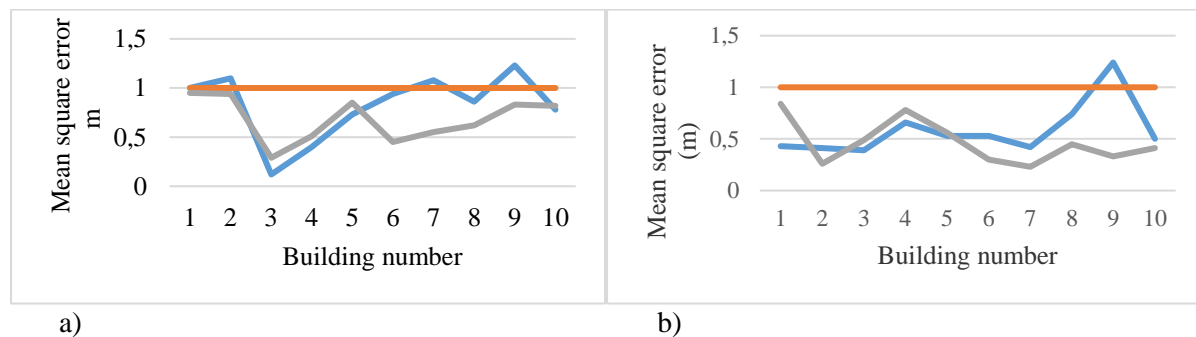 Mean square error
m
1,5
1
0,5
0
1 2 3 4 5 6 7 8 9 10
Building number
a)
Mean square error
(m)
1,5
1
0,5
0
1 2 3 4 5 6 7 8 9 10
Building number
b)